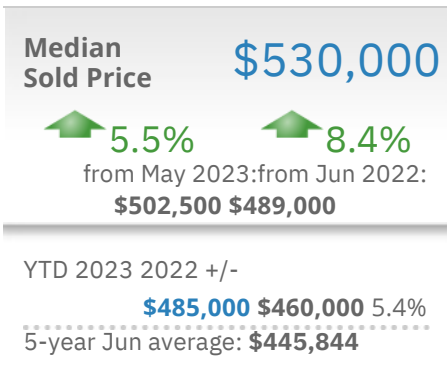 Median
Sold Price
$530,000
5.5%
8.4%
from May 2023:from Jun 2022:
$502,500 $489,000
YTD 2023 2022 +/-
$485,000 $460,000 5.4%
5-year Jun average: $445,844